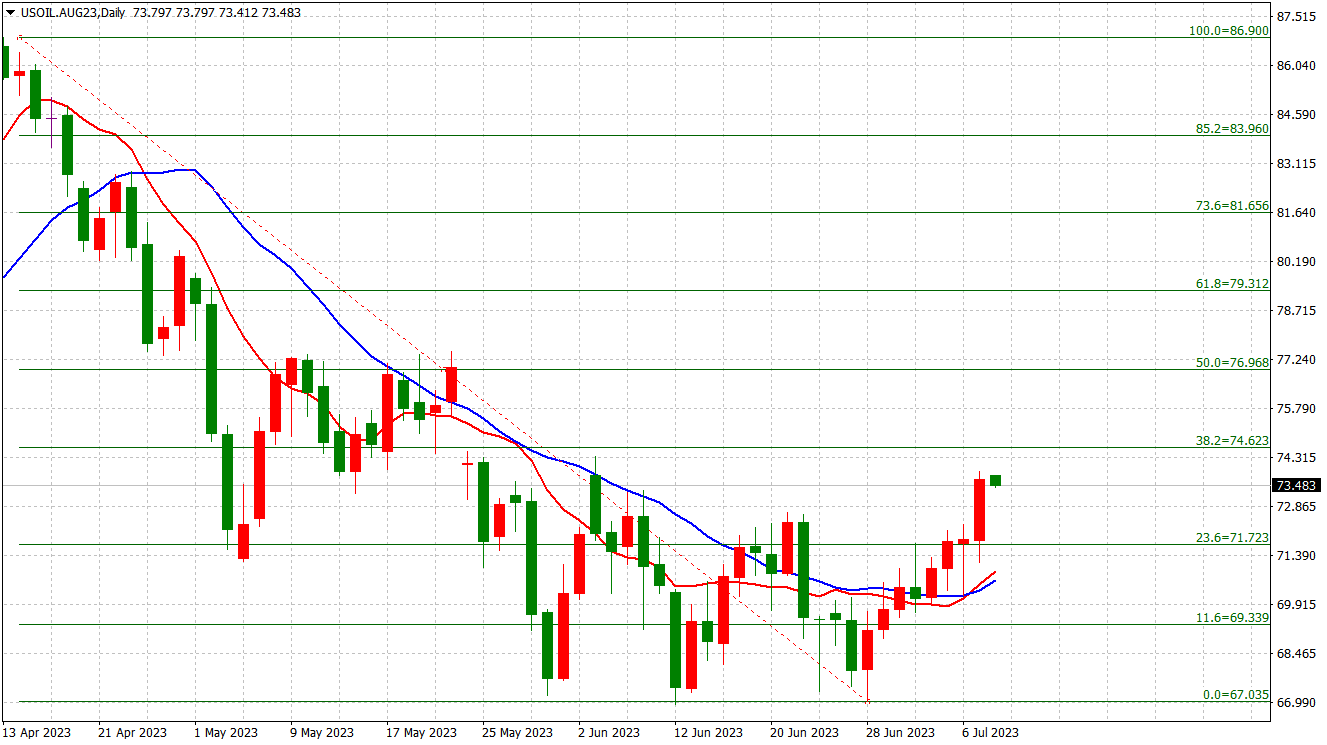 USOIL.AUG23,Daily 73.797 73.797 73.412 73.483
87.515
100.0=86.900
86.040
84.590
85.2=83.960
83.115
73.6=81.656
81.640
80.190
61.8=79.312
78.715
50.0=76.968
77.240
75.790
38.2=74.623
74.315
73.483
72.865
23.6=71.723
71.390
69.915
11.6=69.339
68.465
0.0=67.035
66.990
13 Apr 2023
21 Apr 2023
1 May 2023
9 May 2023
17 May 2023
25 May 2023
2 Jun 2023
12 Jun 2023
20 Jun 2023
28 Jun 2023
6 Jul 2023